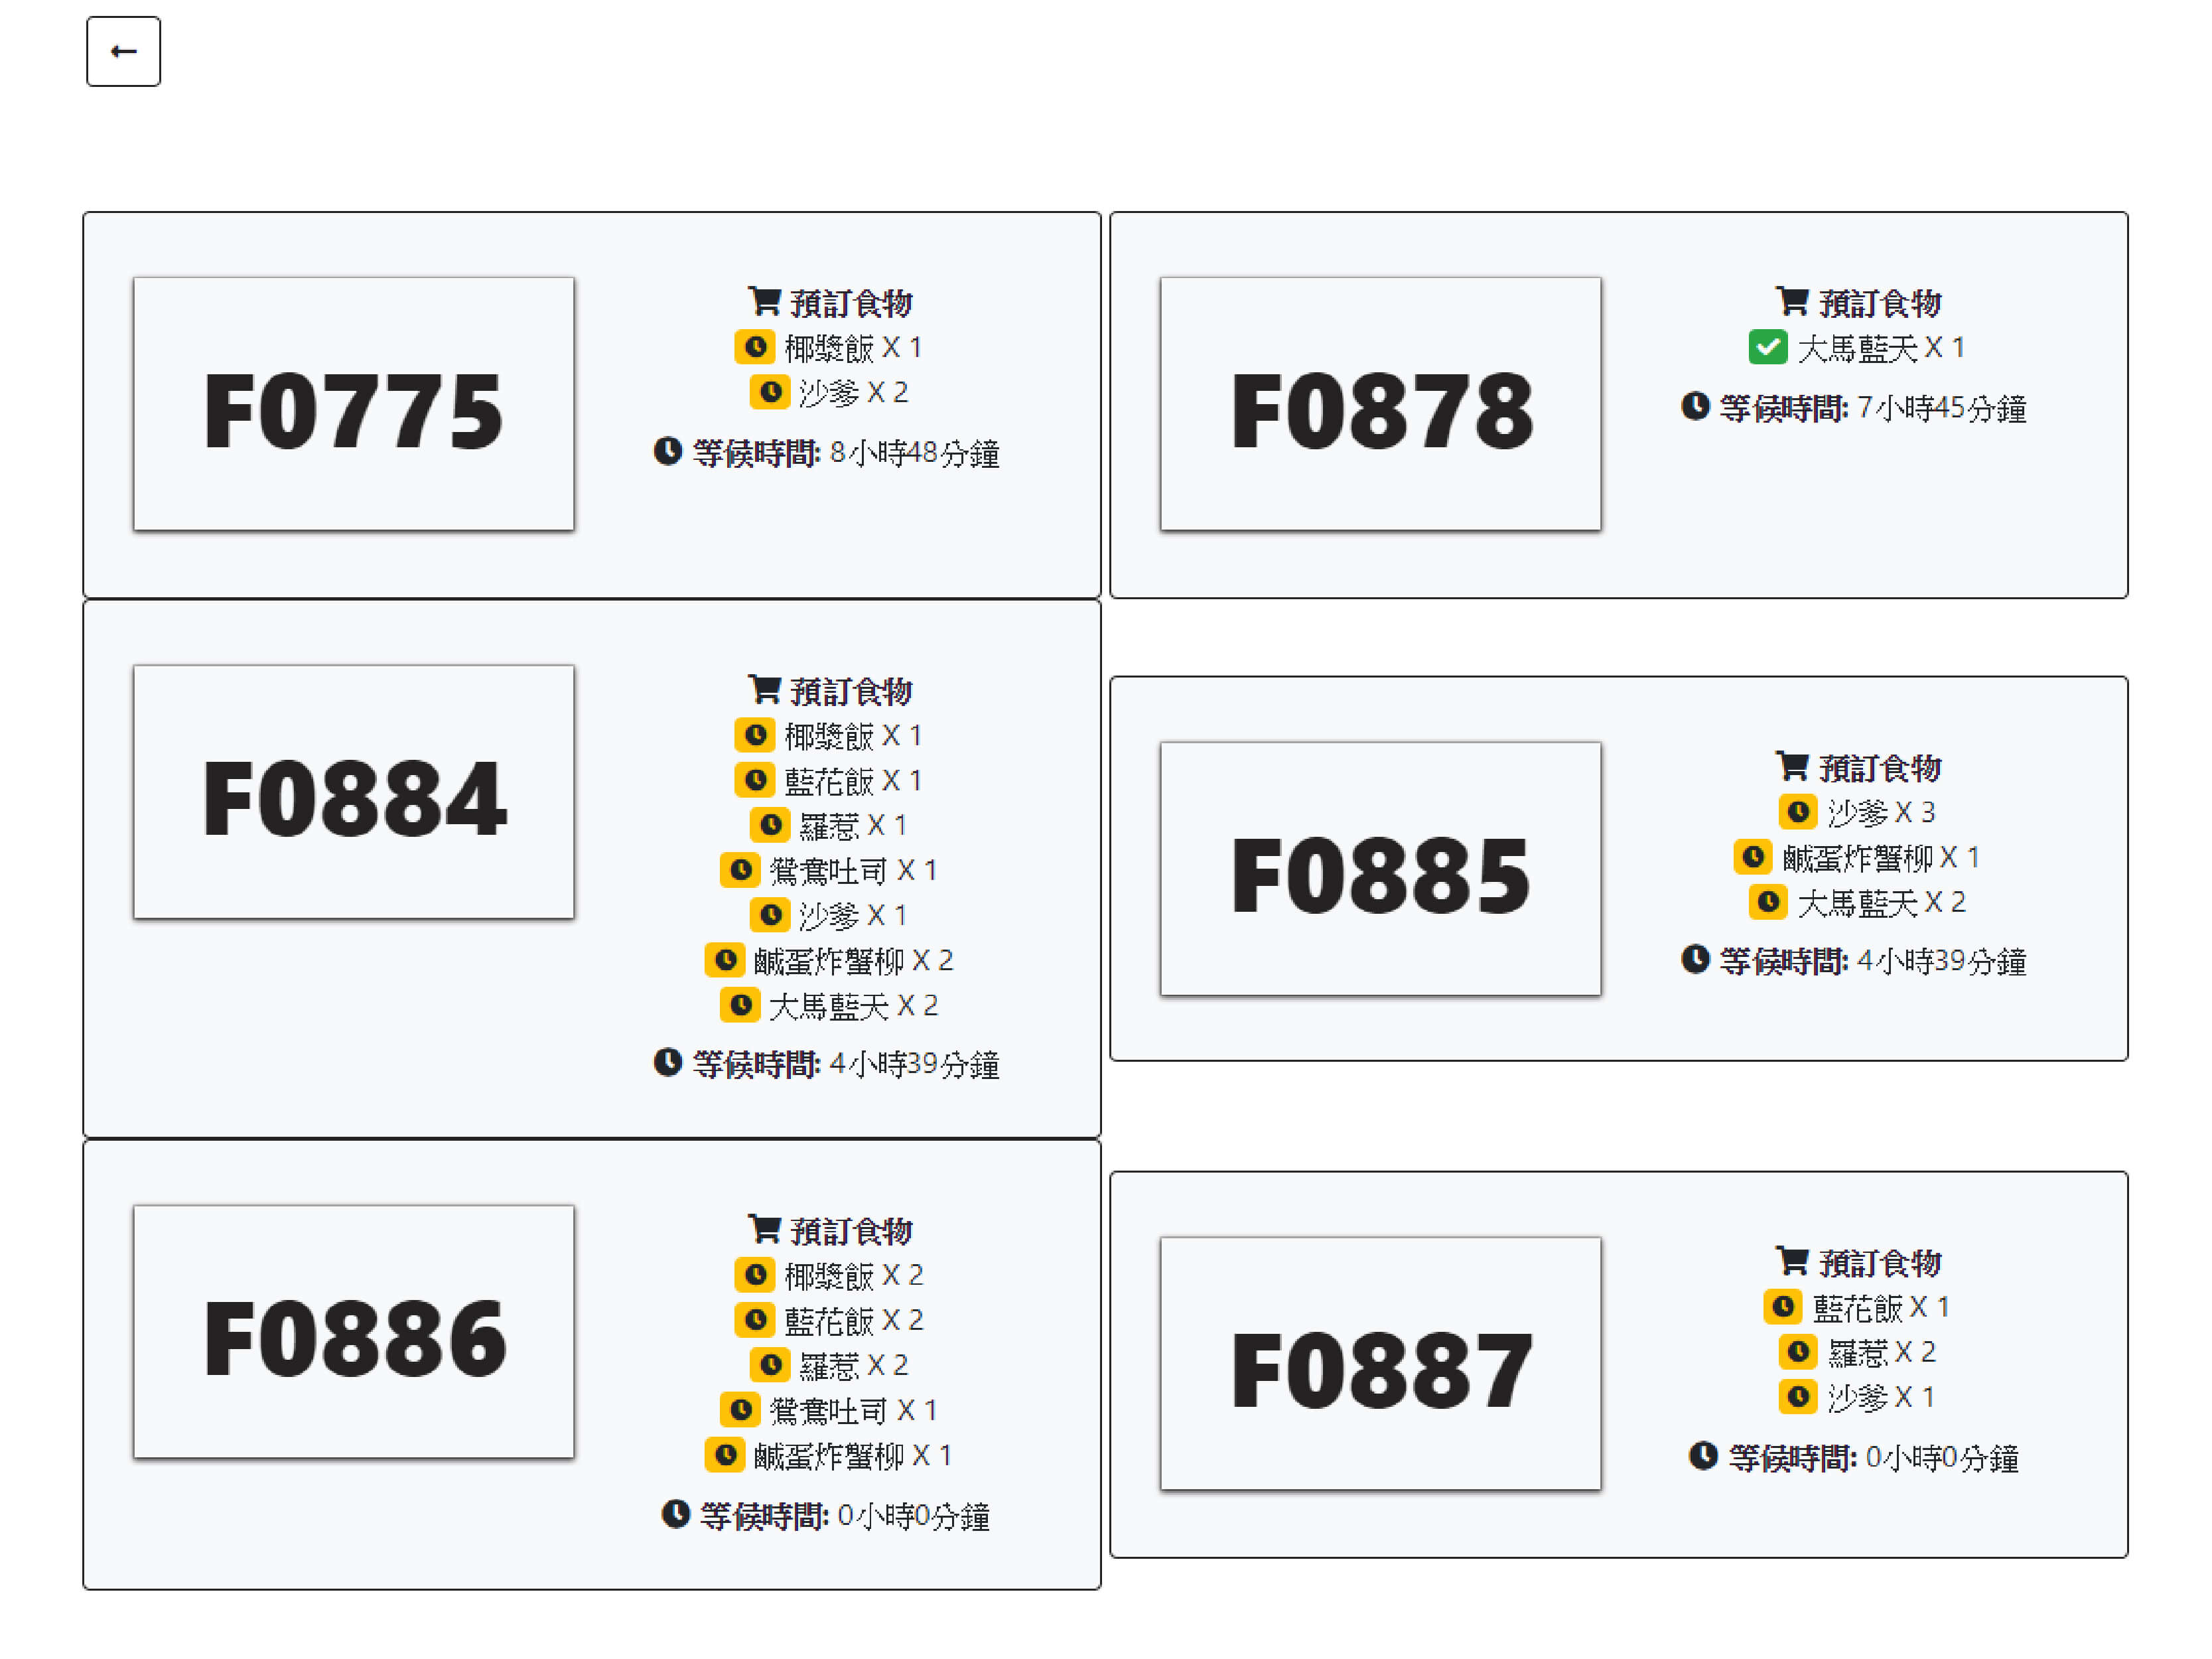 F0775
預訂食物
椰漿飯 X 1
沙爹 X 2
等候時間: 8小時48分鐘
F0878
預訂食物
大馬藍天 X 1
等候時間: 7小時45分鐘
F0884
預訂食物
椰漿飯 X 1
藍花飯 X 1
羅惹 X 1
鴛鴦吐司 X 1
沙爹 X 1
鹹蛋炸蟹柳 X 2
大馬藍天 X 2
等候時間: 4小時39分鐘
F0885
預訂食物
沙爹 X 3
鹹蛋炸蟹柳 X 1
大馬藍天 X 2
等候時間: 4小時39分鐘
F0886
預訂食物
椰漿飯 X 2
藍花飯 X 2
羅惹 X 2
鴛鴦吐司 X 1
鹹蛋炸蟹柳 X 1
等候時間: 0小時0分鐘
F0887
預訂食物
藍花飯 X 1
羅惹 X 2
沙爹 X 1
等候時間: 0小時0分鐘